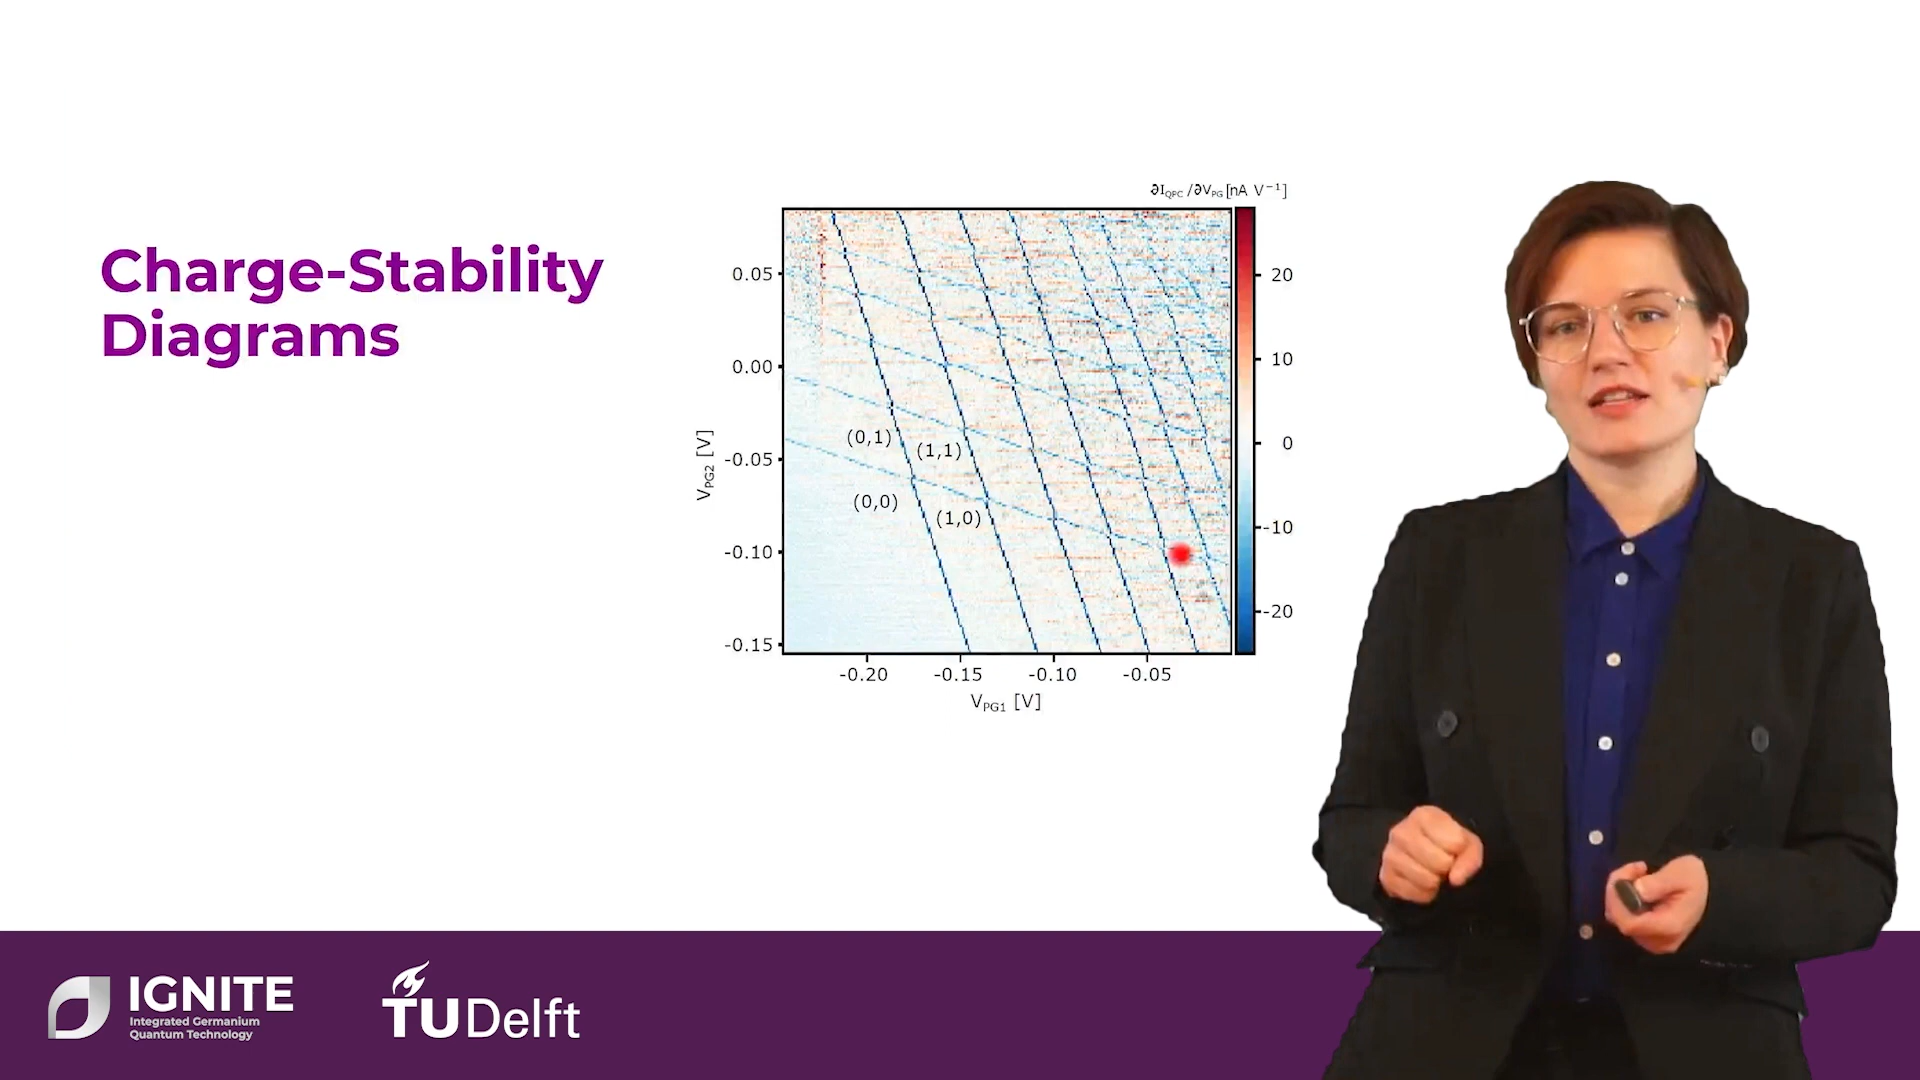 Charge-Stability
Diagrams
∂I_QPC /∂V_PG [nA V⁻¹]
0.05
0.00
-0.05
-0.10
-0.15
V_PG2 [V]
(0,1)
(1,1)
(0,0)
(1,0)
-0.20
-0.15
-0.10
-0.05
V_PG1 [V]
20
10
0
-10
-20
IGNITE
Integrated Germanium
Quantum Technology
TU Delft